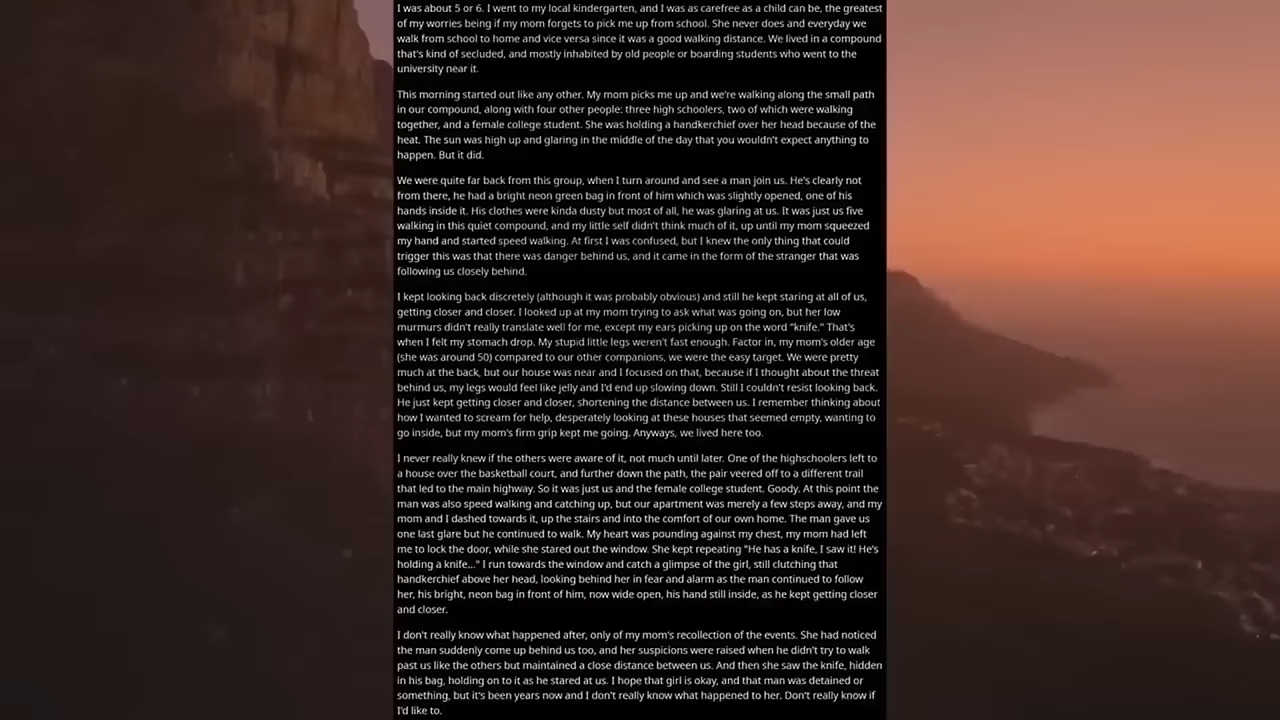 I was about 5 or 6. I went to my local kindergarten, and I was as carefree as a child can be, the greatest
of my worries being if my mom forgets to pick me up from school. She never does and everyday we
walk from school to home and vice versa since it was a good walking distance. We lived in a compound
that's kind of secluded, and mostly inhabited by old people or boarding students who went to the
university near it.
This morning started out like any other. My mom picks me up and we're walking along the small path
in our compound, along with four other people: three high schoolers, two of which were walking
together, and a female college student. She was holding a handkerchief over her head because of the
heat. The sun was high up and glaring in the middle of the day that you wouldn't expect anything to
happen. But it did.
We were quite far back from this group, when I turn around and see a man join us. He's clearly not
from there, he had a bright neon green bag in front of him which was slightly opened, one of his
hands inside it. His clothes were kinda dusty but most of all, he was glaring at us. It was just us five
walking in this quiet compound, and my little self didn't think much of it, up until my mom squeezed
my hand and started speed walking. At first I was confused, but I knew the only thing that could
trigger this was that there was danger behind us, and it came in the form of the stranger that was
following us closely behind.
I kept looking back discretely (although it was probably obvious) and still he kept staring at all of us,
getting closer and closer. I looked up at my mom trying to ask what was going on, but her low
murmurs didn't really translate well for me, except my ears picking up on the word "knife." That's
when I felt my stomach drop. My stupid little legs weren't fast enough. Factor in, my mom's older age
(she was around 50) compared to our other companions, we were the easy target. We were pretty
much at the back, but our house was near and I focused on that, because if I thought about the threat
behind us, my legs would feel like jelly and I'd end up slowing down. Still I couldn't resist looking back.
He just kept getting closer and closer, shortening the distance between us. I remember thinking about
how I wanted to scream for help, desperately looking at these houses that seemed empty, wanting to
go inside, but my mom's firm grip kept me going. Anyways, we lived here too.
I never really knew if the others were aware of it, not much until later. One of the highschoolers left to
a house over the basketball court, and further down the path, the pair veered off to a different trail
that led to the main highway. So it was just us and the female college student. Goody. At this point the
man was also speed walking and catching up, but our apartment was merely a few steps away, and my
mom and I dashed towards it, up the stairs and into the comfort of our own home. The man gave us
one last glare but he continued to walk. My heart was pounding against my chest, my mom had left
me to lock the door, while she stared out the window. She kept repeating "He has a knife, I saw it! He's
holding a knife..." I run towards the window and catch a glimpse of the girl, still clutching that
handkerchief above her head, looking behind her in fear and alarm as the man continued to follow
her, his bright, neon bag in front of him, now wide open, his hand still inside, as he kept getting closer
and closer.
I don't really know what happened after, only of my mom's recollection of the events. She had noticed
the man suddenly come up behind us too, and her suspicions were raised when he didn't try to walk
past us like the others but maintained a close distance between us. And then she saw the knife, hidden
in his bag, holding on to it as he stared at us. I hope that girl is okay, and that man was detained or
something, but it's been years now and I don't really know what happened to her. Don't really know if
I'd like to.